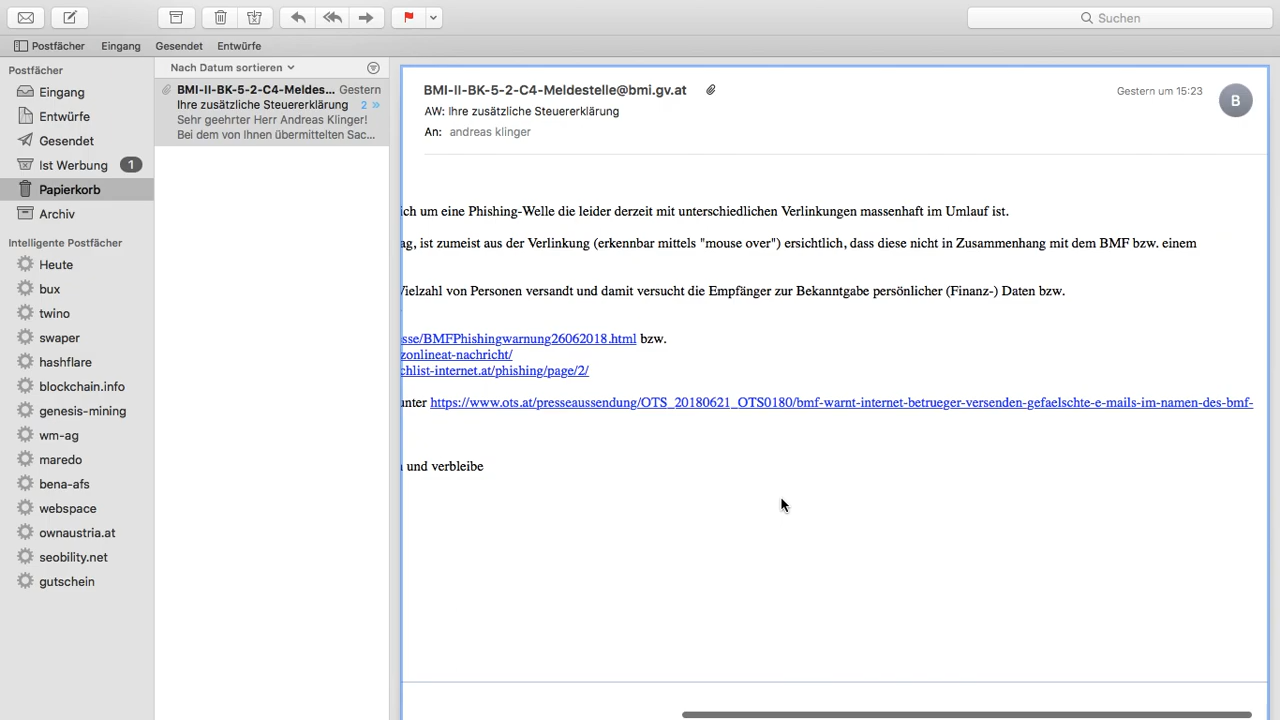 Suchen
Postfächer Eingang Gesendet Entwürfe
Postfächer
Eingang
Entwürfe
Gesendet
Ist Werbung 1
Papierkorb
Archiv
Intelligente Postfächer
Heute
bux
twino
swaper
hashflare
blockchain.info
genesis-mining
wm-ag
maredo
bena-afs
webspace
ownaustria.at
seobility.net
gutschein
Nach Datum sortieren
BMI-II-BK-5-2-C4-Meldes... Gestern
Ihre zusätzliche Steuererklärung 2 »
Sehr geehrter Herr Andreas Klinger!
Bei dem von Ihnen übermittelten Sac...
BMI-II-BK-5-2-C4-Meldestelle@bmi.gv.at
Gestern um 15:23
B
AW: Ihre zusätzliche Steuererklärung
An: andreas klinger
ich um eine Phishing-Welle die leider derzeit mit unterschiedlichen Verlinkungen massenhaft im Umlauf ist.
ag, ist zumeist aus der Verlinkung (erkennbar mittels "mouse over") ersichtlich, dass diese nicht in Zusammenhang mit dem BMF bzw. einem
Vielzahl von Personen versandt und damit versucht die Empfänger zur Bekanntgabe persönlicher (Finanz-) Daten bzw.
sse/BMFPhishingwarnung26062018.html bzw.
zonlineat-nachricht/
chlist-internet.at/phishing/page/2/
unter https://www.ots.at/presseaussendung/OTS_20180621_OTS0180/bmf-warnt-internet-betrueger-versenden-gefaelschte-e-mails-im-namen-des-bmf-
und verbleibe